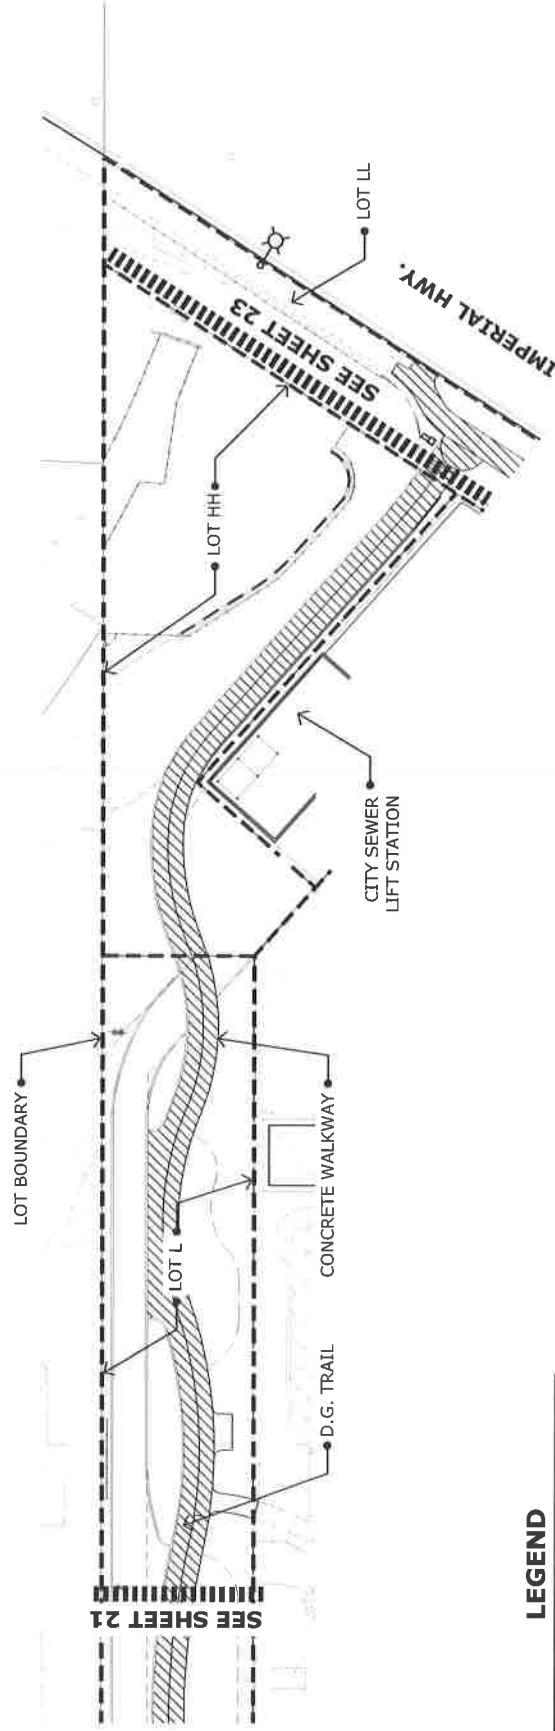 LOT BOUNDARY
LOT L
D.G. TRAIL
CONCRETE WALKWAY
CITY SEWER
LIFT STATION
LOT HH
LOT LL
IMPERIAL HWY.
SEE SHEET 23
SEE SHEET 21
LEGEND